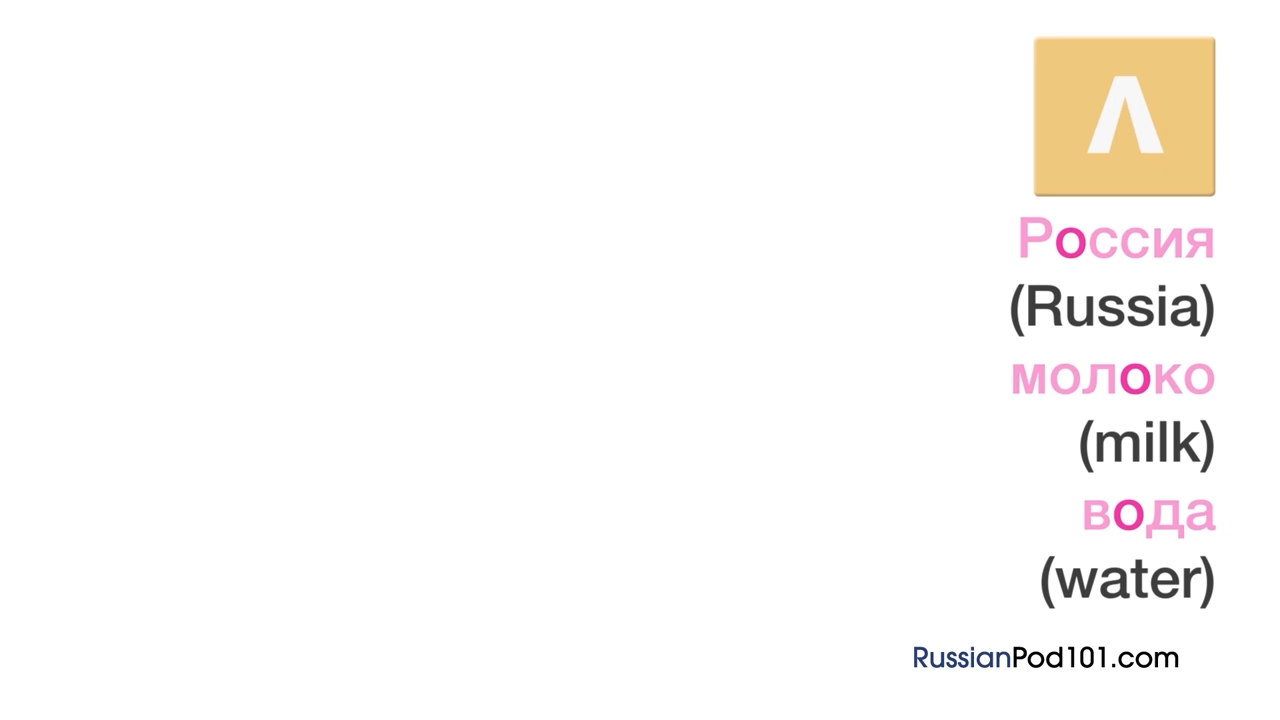 ʌ
Россия
(Russia)
молоко
(milk)
вода
(water)
RussianPod101.com